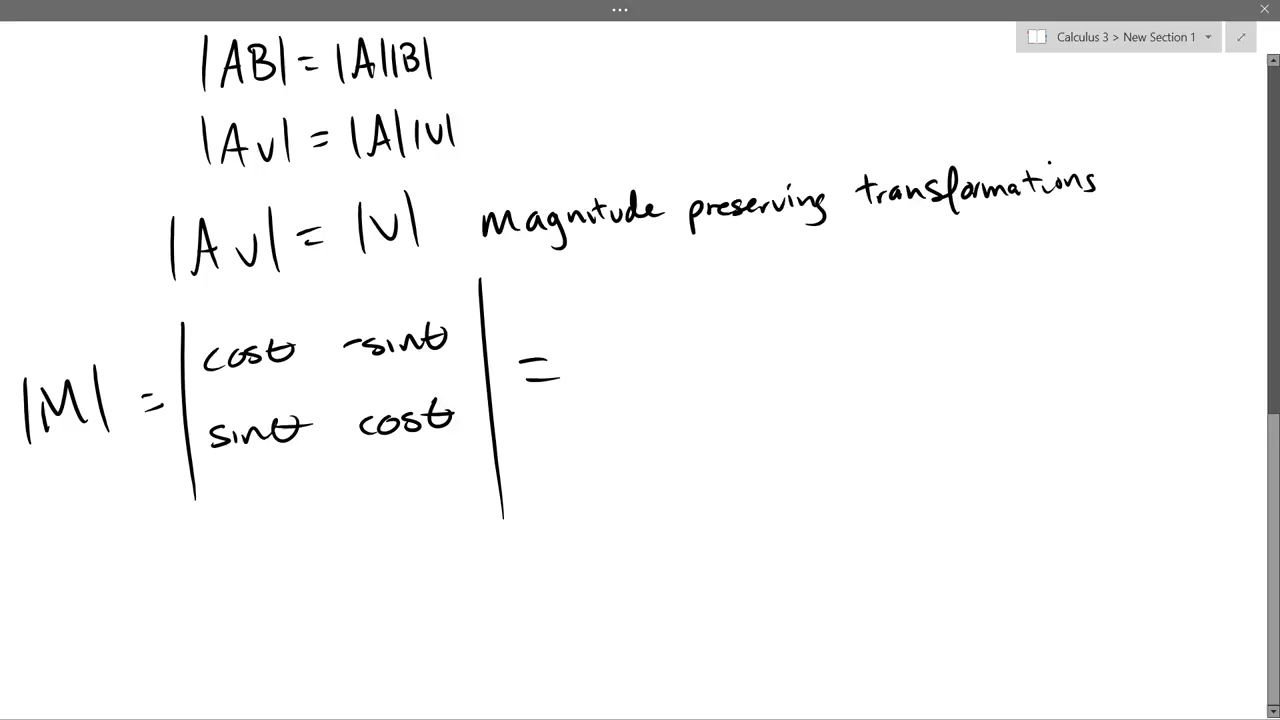 Calculus 3 > New Section 1
|AB| = |A||B|
|Av| = |A||v|
|Av| = |v| magnitude preserving transformations
|M| = | cosθ -sinθ | =
| sinθ cosθ |